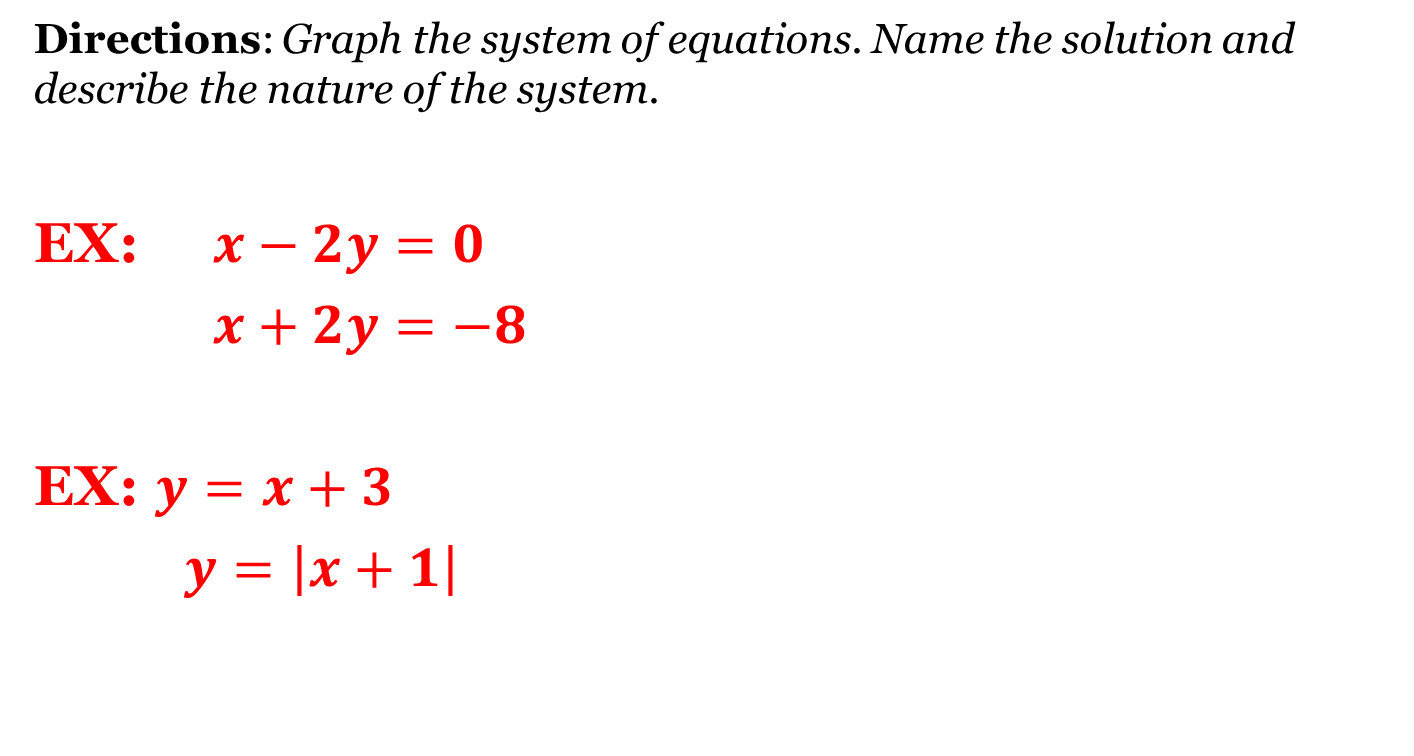 Directions: Graph the system of equations. Name the solution and
describe the nature of the system.
EX: x − 2y = 0
x + 2y = −8
EX: y = x + 3
y = |x + 1|